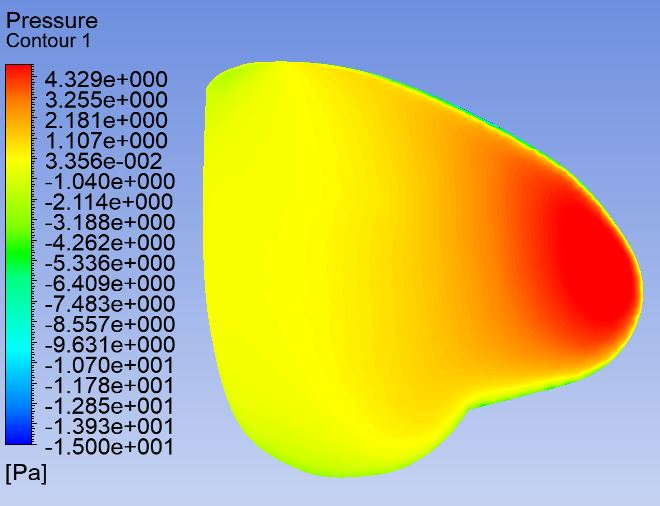 Pressure
Contour 1
4.329e+000
3.255e+000
2.181e+000
1.107e+000
3.356e-002
-1.040e+000
-2.114e+000
-3.188e+000
-4.262e+000
-5.336e+000
-6.409e+000
-7.483e+000
-8.557e+000
-9.631e+000
-1.070e+001
-1.178e+001
-1.285e+001
-1.393e+001
-1.500e+001
[Pa]